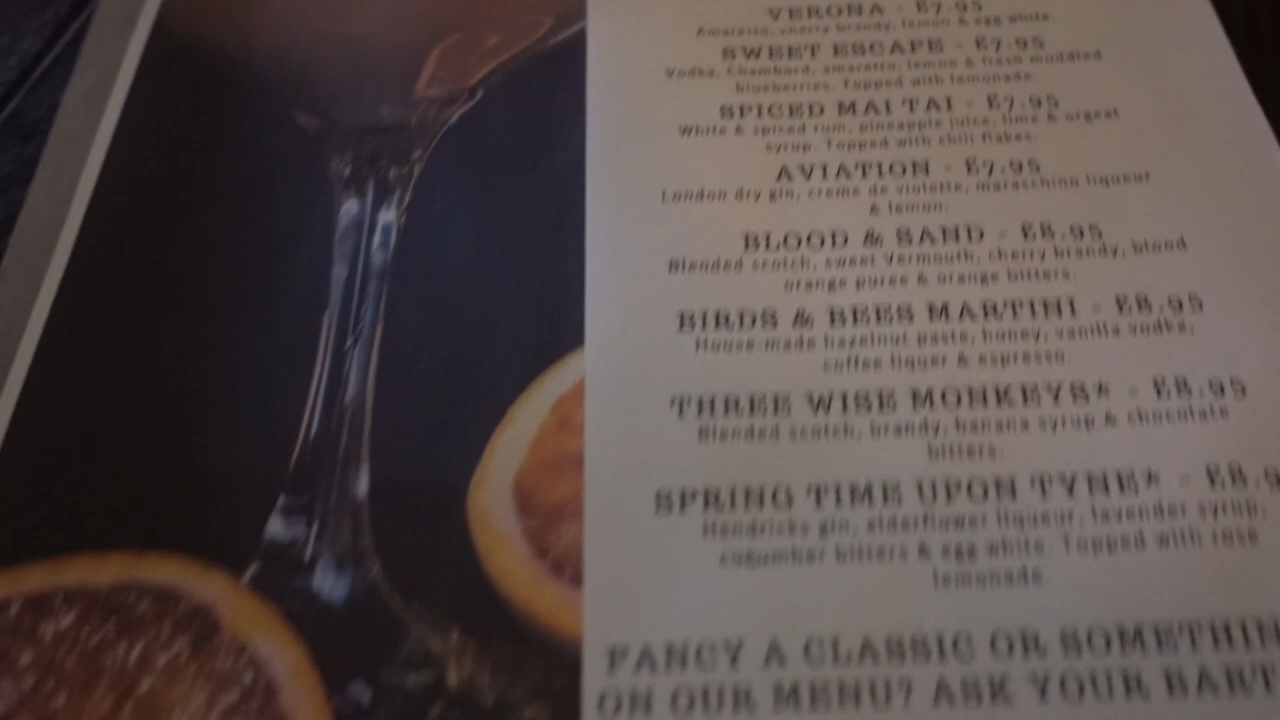 VERONA - £7.95
Amaretto, cherry brandy, lemon & egg white.
SWEET ESCAPE - £7.95
Vodka, Chambord, amaretto, lemon & fresh muddled
blueberries. Topped with lemonade.
SPICED MAI TAI - £7.95
White & spiced rum, pineapple juice, lime & orgeat
syrup. Topped with chili flakes.
AVIATION - £7.95
London dry gin, creme de violette, maraschino liqueur
& lemon.
BLOOD & SAND - £8.95
Blended scotch, sweet Vermouth, cherry brandy, blood
orange puree & orange bitters.
BIRDS & BEES MARTINI - £8.95
House-made hazelnut paste, honey, vanilla vodka,
coffee liquer & espresso.
THREE WISE MONKEYS* - £8.95
Blended scotch, brandy, banana syrup & chocolate
bitters.
SPRING TIME UPON TYNE* - £8.9
Hendricks gin, elderflower liqueur, lavender syrup,
cucumber bitters & egg white. Topped with rose
lemonade.
FANCY A CLASSIC OR SOMETHIN
ON OUR MENU? ASK YOUR BART